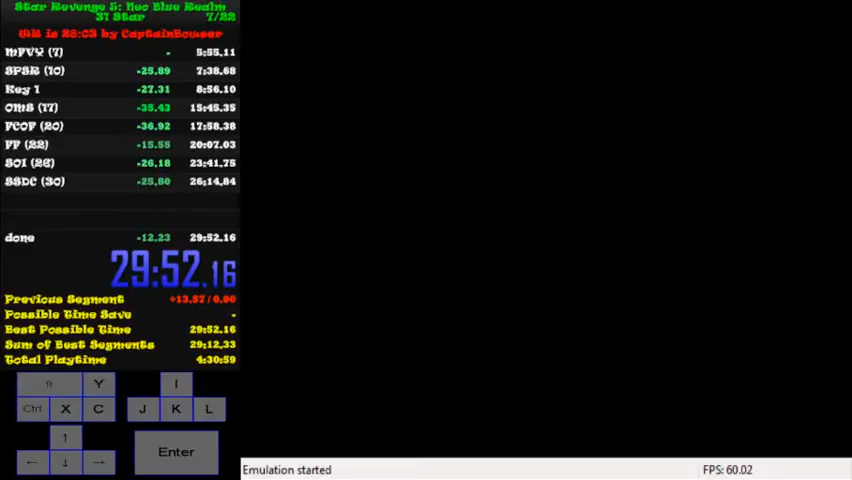 Star Revenge 5: Neo Blue Realm
31 Star 7/22
WR is 28:03 by CaptainBowser
MFVY (7) - 5:55.11
SPSR (10) -25.89 7:38.68
Key 1 -27.31 8:56.10
OMS (17) -35.43 15:45.35
FCOF (20) -36.92 17:58.38
FF (22) -15.55 20:07.03
SOI (26) -26.18 23:41.75
SSDC (30) -25.80 26:14.84
done -12.23 29:52.16
29:52.16
Previous Segment +13.57 / 0.00
Possible Time Save -
Best Possible Time 29:52.16
Sum of Best Segments 29:12.33
Total Playtime 4:30:59
⇑ Y I
Ctrl X C J K L
↑
← ↓ → Enter
Emulation started FPS: 60.02